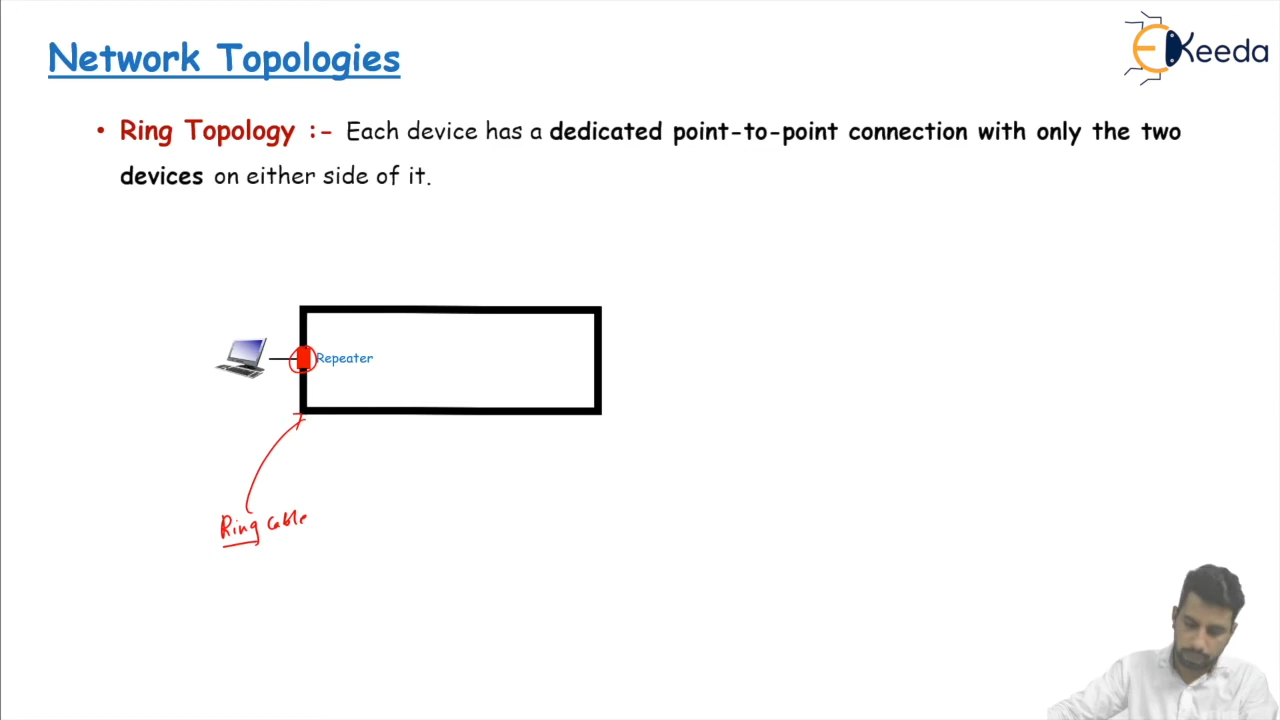 Network Topologies
EKeeda
• Ring Topology :- Each device has a dedicated point-to-point connection with only the two
devices on either side of it.
Repeater
Ring Cable